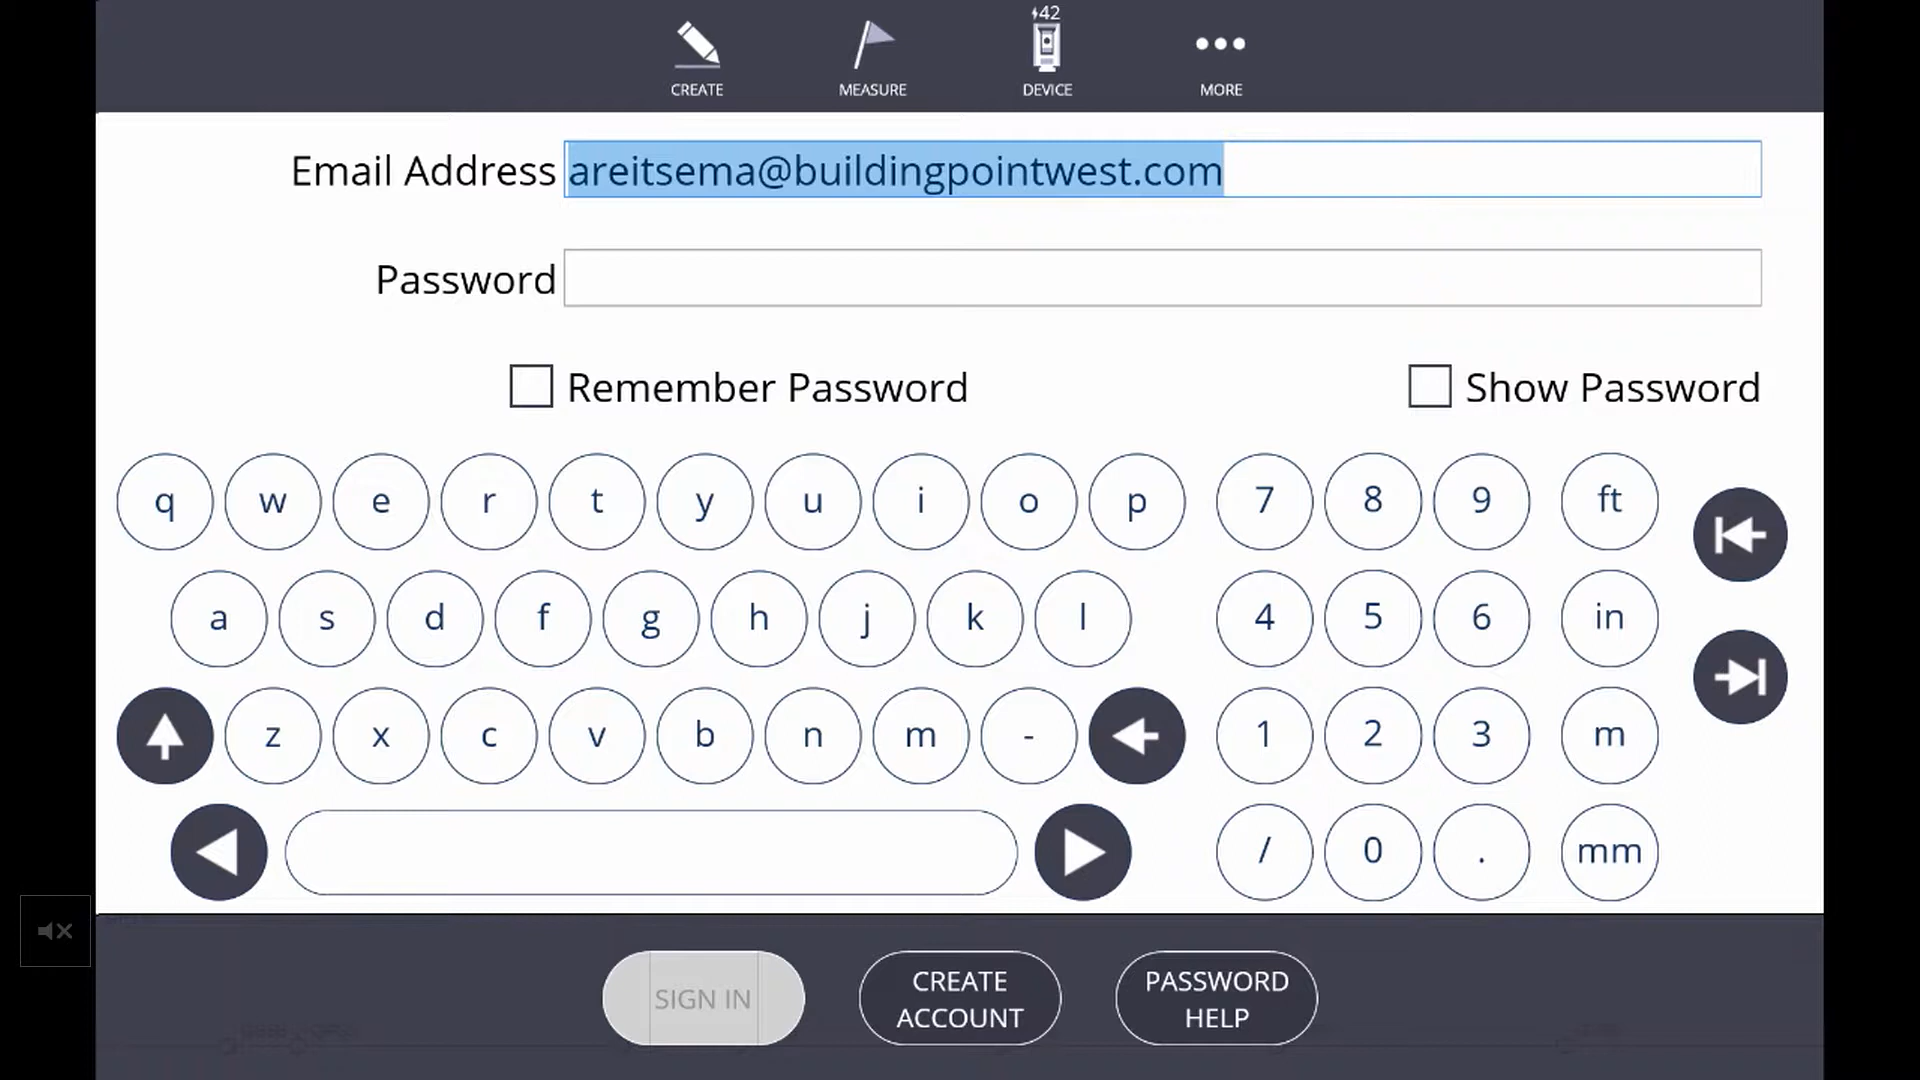 42
CREATE
MEASURE
DEVICE
MORE
Email Address
areitsema@buildingpointwest.com
Password
Remember Password
Show Password
q w e r t y u i o p 7 8 9 ft
a s d f g h j k l 4 5 6 in
z x c v b n m - 1 2 3 m
/ 0 . mm
SIGN IN
CREATE
ACCOUNT
PASSWORD
HELP